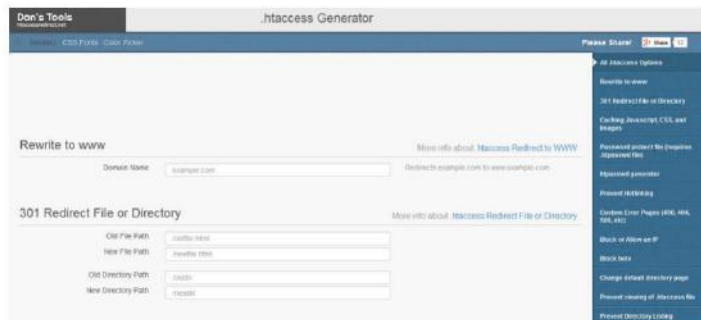 Dan's Tools
.htaccess Generator
CSS Fonts Color Picker
Please Share!
Share
All .htaccess Options
Rewrite to www
301 Redirect File or Directory
Caching Javascript, CSS, and
Images
Password protect file (requires
.htpasswd file)
Htpasswd generator
Prevent Hotlinking
Custom Error Pages (400, 404,
500, etc)
Block or Allow an IP
Block bots
Change default directory page
Prevent viewing of .htaccess file
Prevent Directory Listing
Rewrite to www
More info about .htaccess Redirect to WWW
Domain Name
example.com
Redirects example.com to www.example.com
301 Redirect File or Directory
More info about .htaccess Redirect File or Directory
Old File Path
/oldfile.html
New File Path
/newfile.html
Old Directory Path
/olddir/
New Directory Path
/newdir/